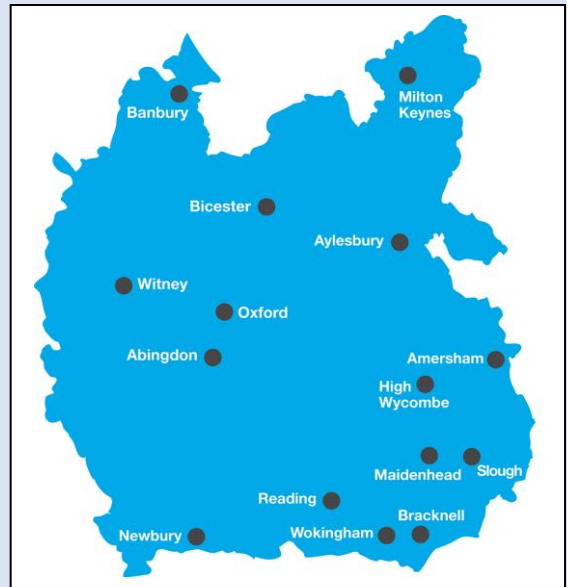 Banbury
Milton
Keynes
Bicester
Aylesbury
Witney
Oxford
Abingdon
Amersham
High
Wycombe
Maidenhead
Slough
Reading
Bracknell
Newbury
Wokingham